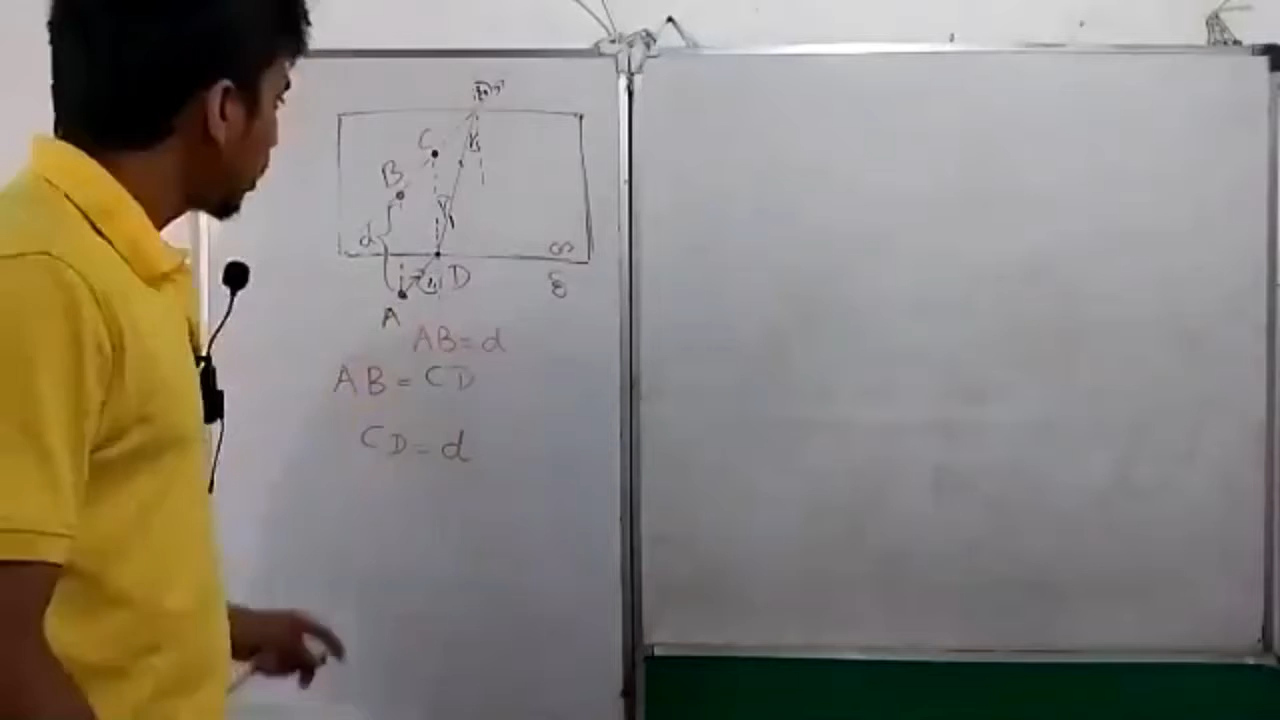 C
B
d
D
A
AB = d
AB = CD
CD = d